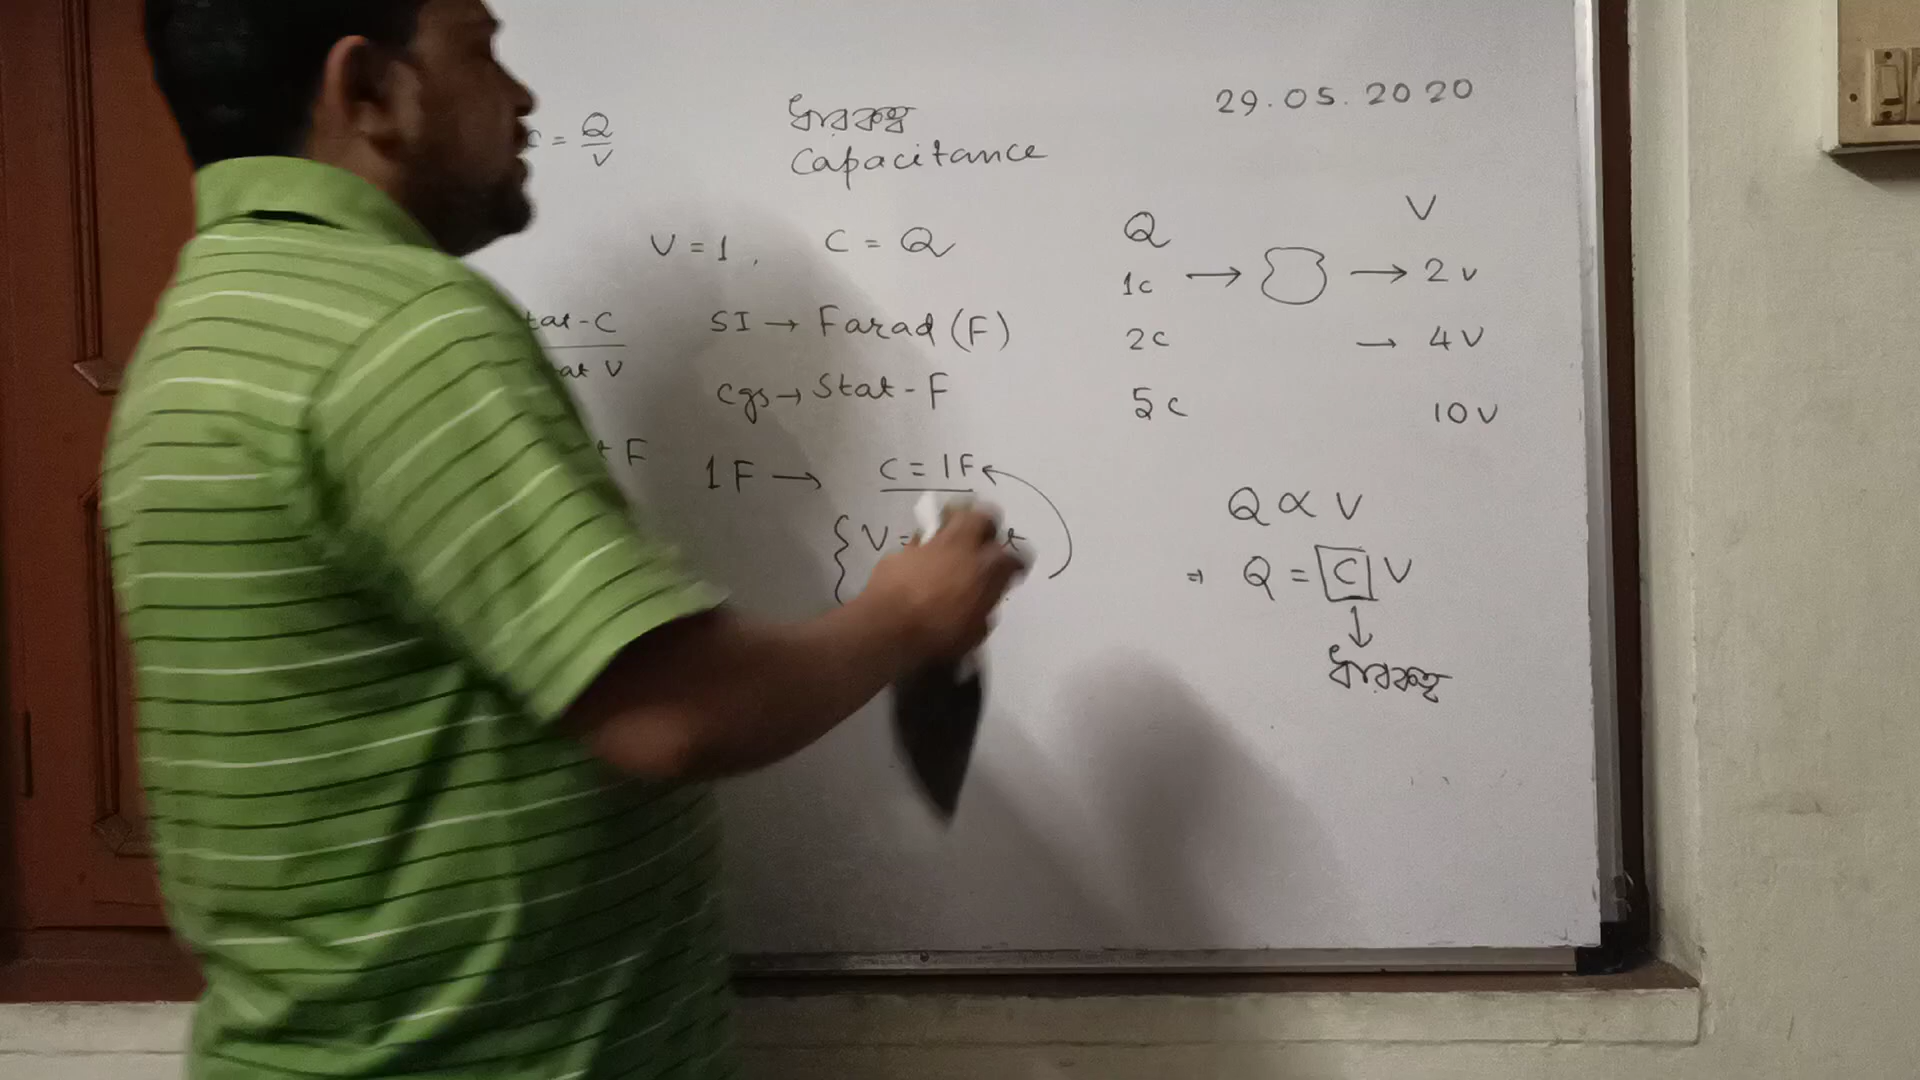 29.05.2020
ধারকত্ব
Capacitance
C = Q/V
V = 1, C = Q
SI → Farad (F)
cgs → Stat-F
1F → C = 1F
{ V =
F
V
Q V
1c → → 2v
2c → 4V
5c 10V
Q ∝ V
⇒ Q = C V
↓
ধারকত্ব